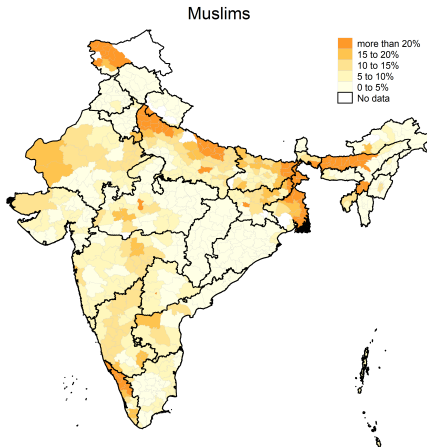 Muslims
more than 20%
15 to 20%
10 to 15%
5 to 10%
0 to 5%
No data